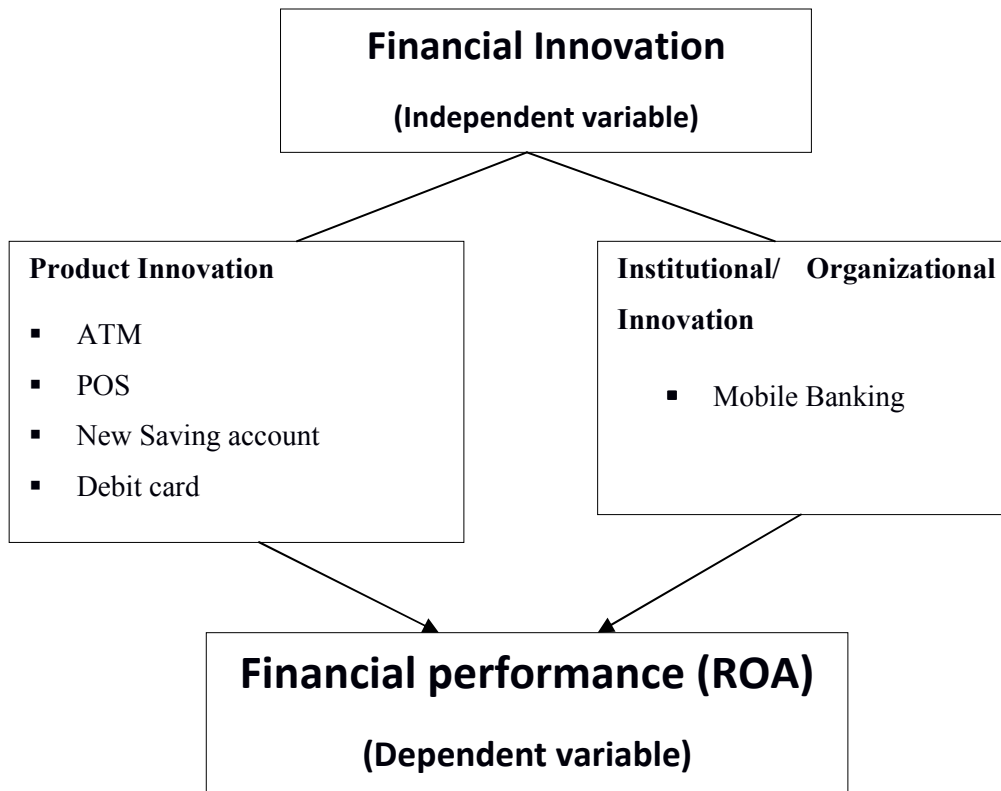 Financial Innovation
(Independent variable)
Product Innovation
▪ ATM
▪ POS
▪ New Saving account
▪ Debit card
Institutional/ Organizational
Innovation
▪ Mobile Banking
Financial performance (ROA)
(Dependent variable)